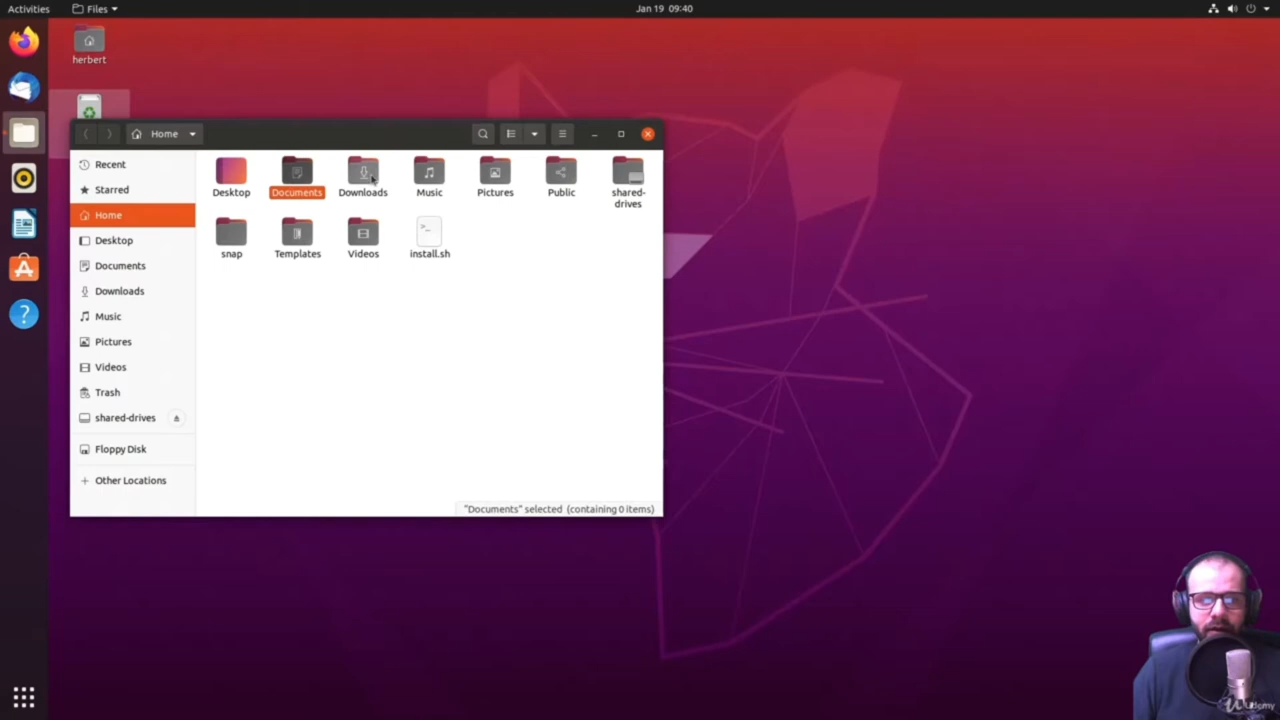 Activities
Files
Jan 19 09:40
herbert
Home
Recent
Starred
Home
Desktop
Documents
Downloads
Music
Pictures
Videos
Trash
shared-drives
Floppy Disk
+ Other Locations
Desktop
Documents
Downloads
Music
Pictures
Public
shared-
drives
snap
Templates
Videos
>_
install.sh
"Documents" selected (containing 0 items)
?
Udemy